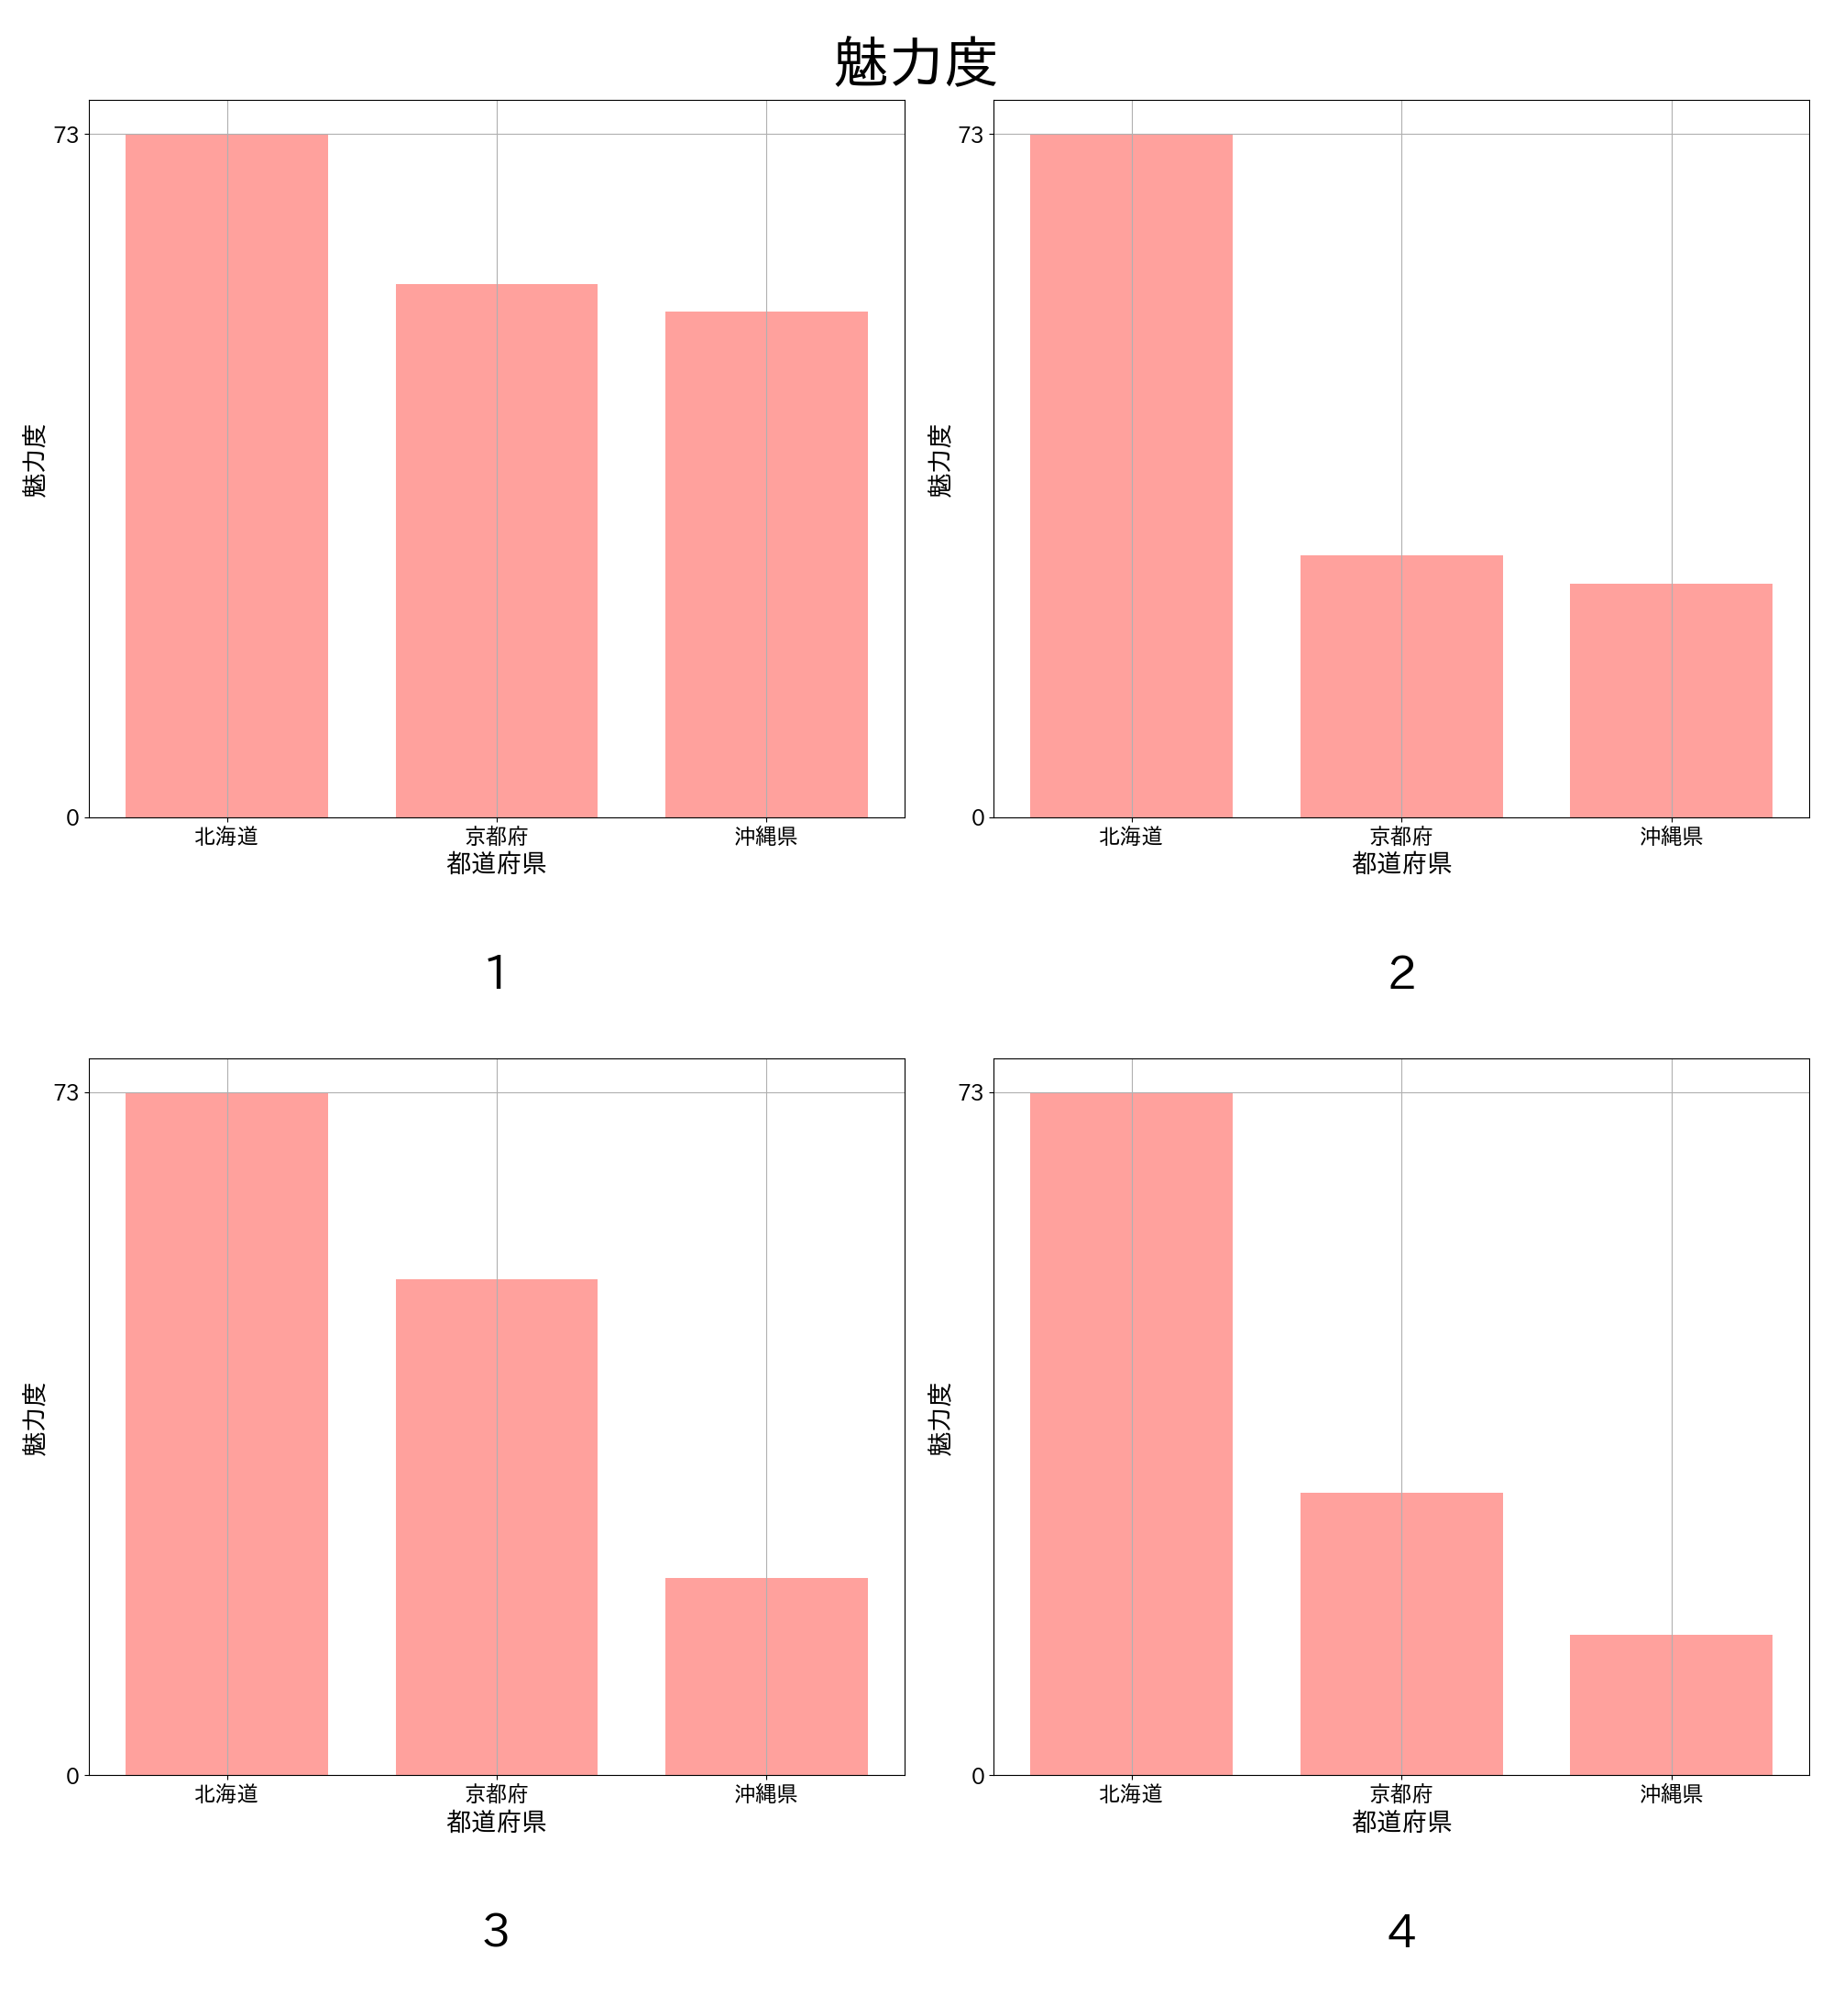 魅力度
73
魅力度
0
北海道 京都府 沖縄県
都道府県
1
73
魅力度
0
北海道 京都府 沖縄県
都道府県
2
73
魅力度
0
北海道 京都府 沖縄県
都道府県
3
73
魅力度
0
北海道 京都府 沖縄県
都道府県
4